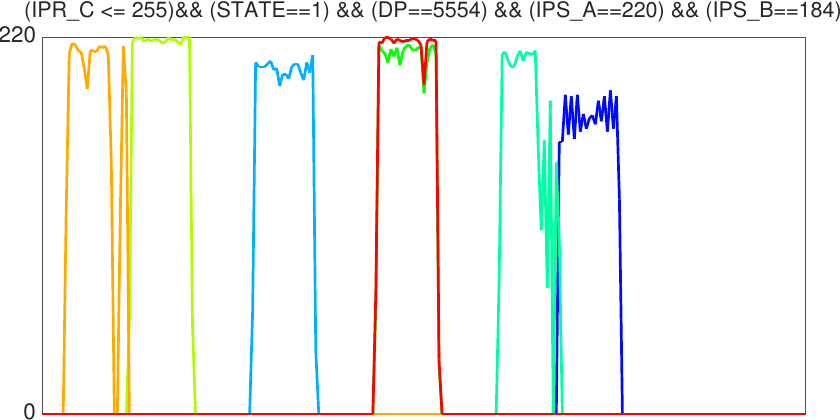 (IPR_C <= 255)&& (STATE==1) && (DP==5554) && (IPS_A==220) && (IPS_B==184)
220
0